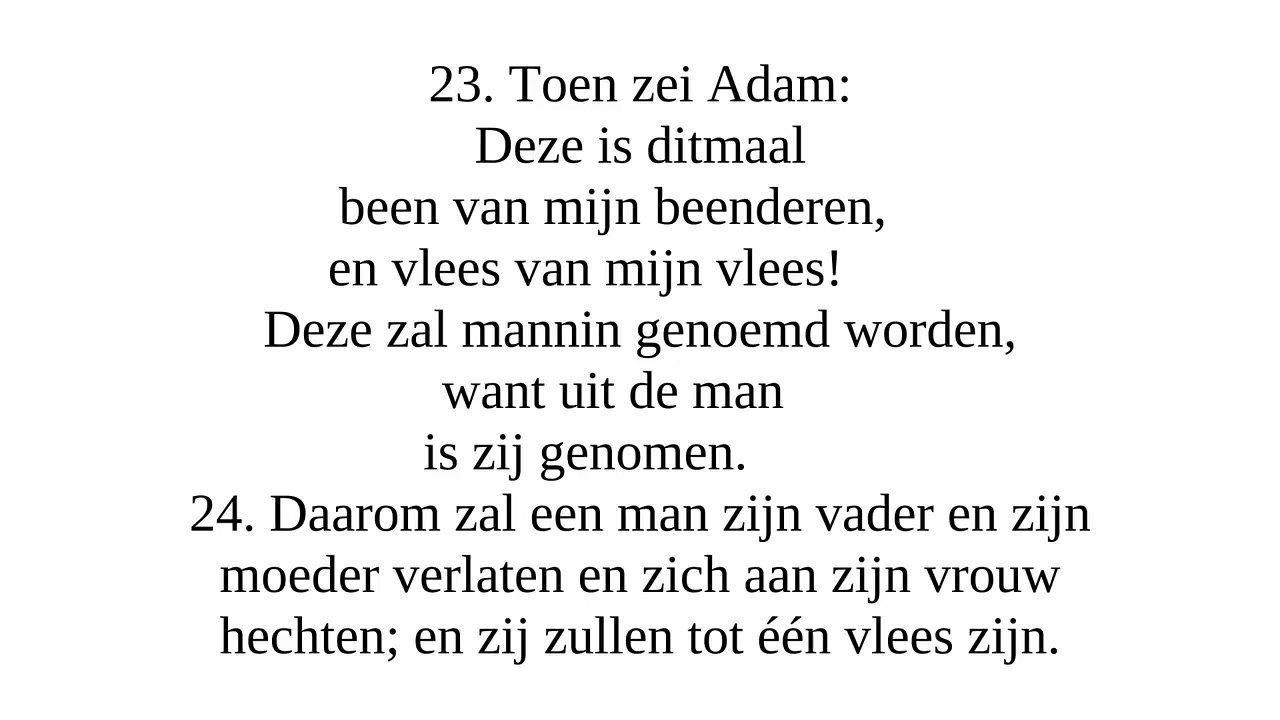 23. Toen zei Adam:
Deze is ditmaal
been van mijn beenderen,
en vlees van mijn vlees!
Deze zal mannin genoemd worden,
want uit de man
is zij genomen.
24. Daarom zal een man zijn vader en zijn
moeder verlaten en zich aan zijn vrouw
hechten; en zij zullen tot één vlees zijn.